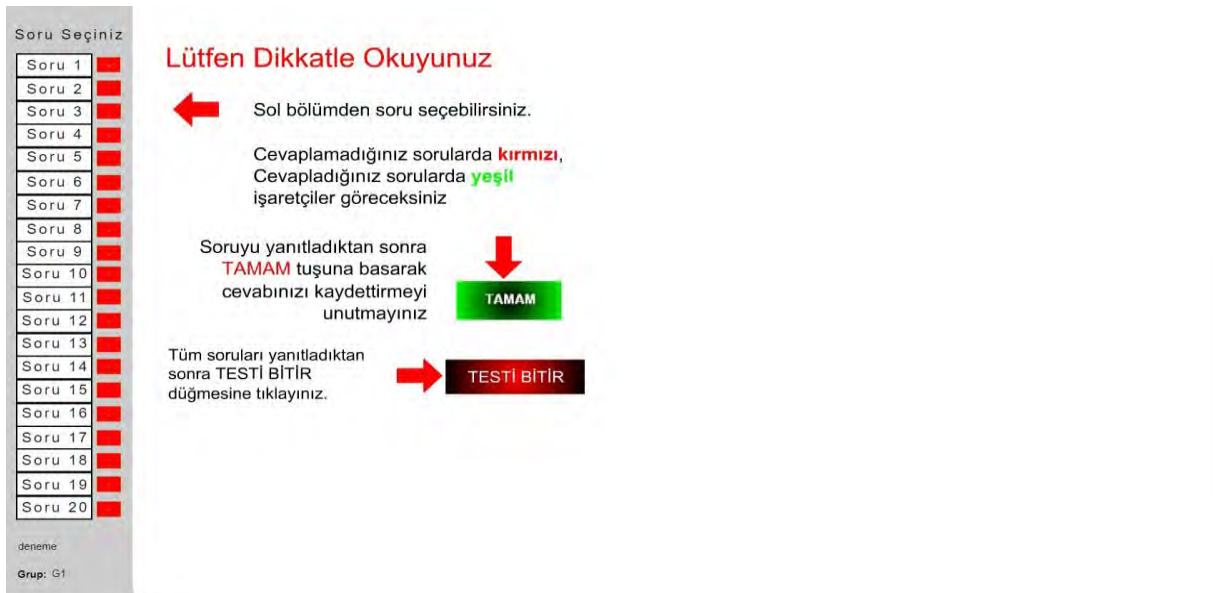 Soru Seçiniz
Soru 1
Soru 2
Soru 3
Soru 4
Soru 5
Soru 6
Soru 7
Soru 8
Soru 9
Soru 10
Soru 11
Soru 12
Soru 13
Soru 14
Soru 15
Soru 16
Soru 17
Soru 18
Soru 19
Soru 20
deneme
Grup: G1
Lütfen Dikkatle Okuyunuz
Sol bölümden soru seçebilirsiniz.
Cevaplamadığınız sorularda kırmızı,
Cevapladığınız sorularda yeşil
işaretçiler göreceksiniz
Soruyu yanıtladıktan sonra
TAMAM tuşuna basarak
cevabınızı kaydettirmeyi
unutmayınız
TAMAM
Tüm soruları yanıtladıktan
sonra TESTİ BİTİR
düğmesine tıklayınız.
TESTİ BİTİR